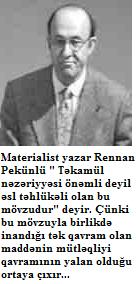 Materialist yazar Rennan
Pekünlü " Təkamül
nəzəriyyəsi önəmli deyil
əsl təhlükəli olan bu
mövzudur" deyir. Çünki
bu mövzuyla birlikdə
inandığı tək qavram olan
maddənin mütləqliyi
qavramının yalan olduğu
ortaya çıxır...